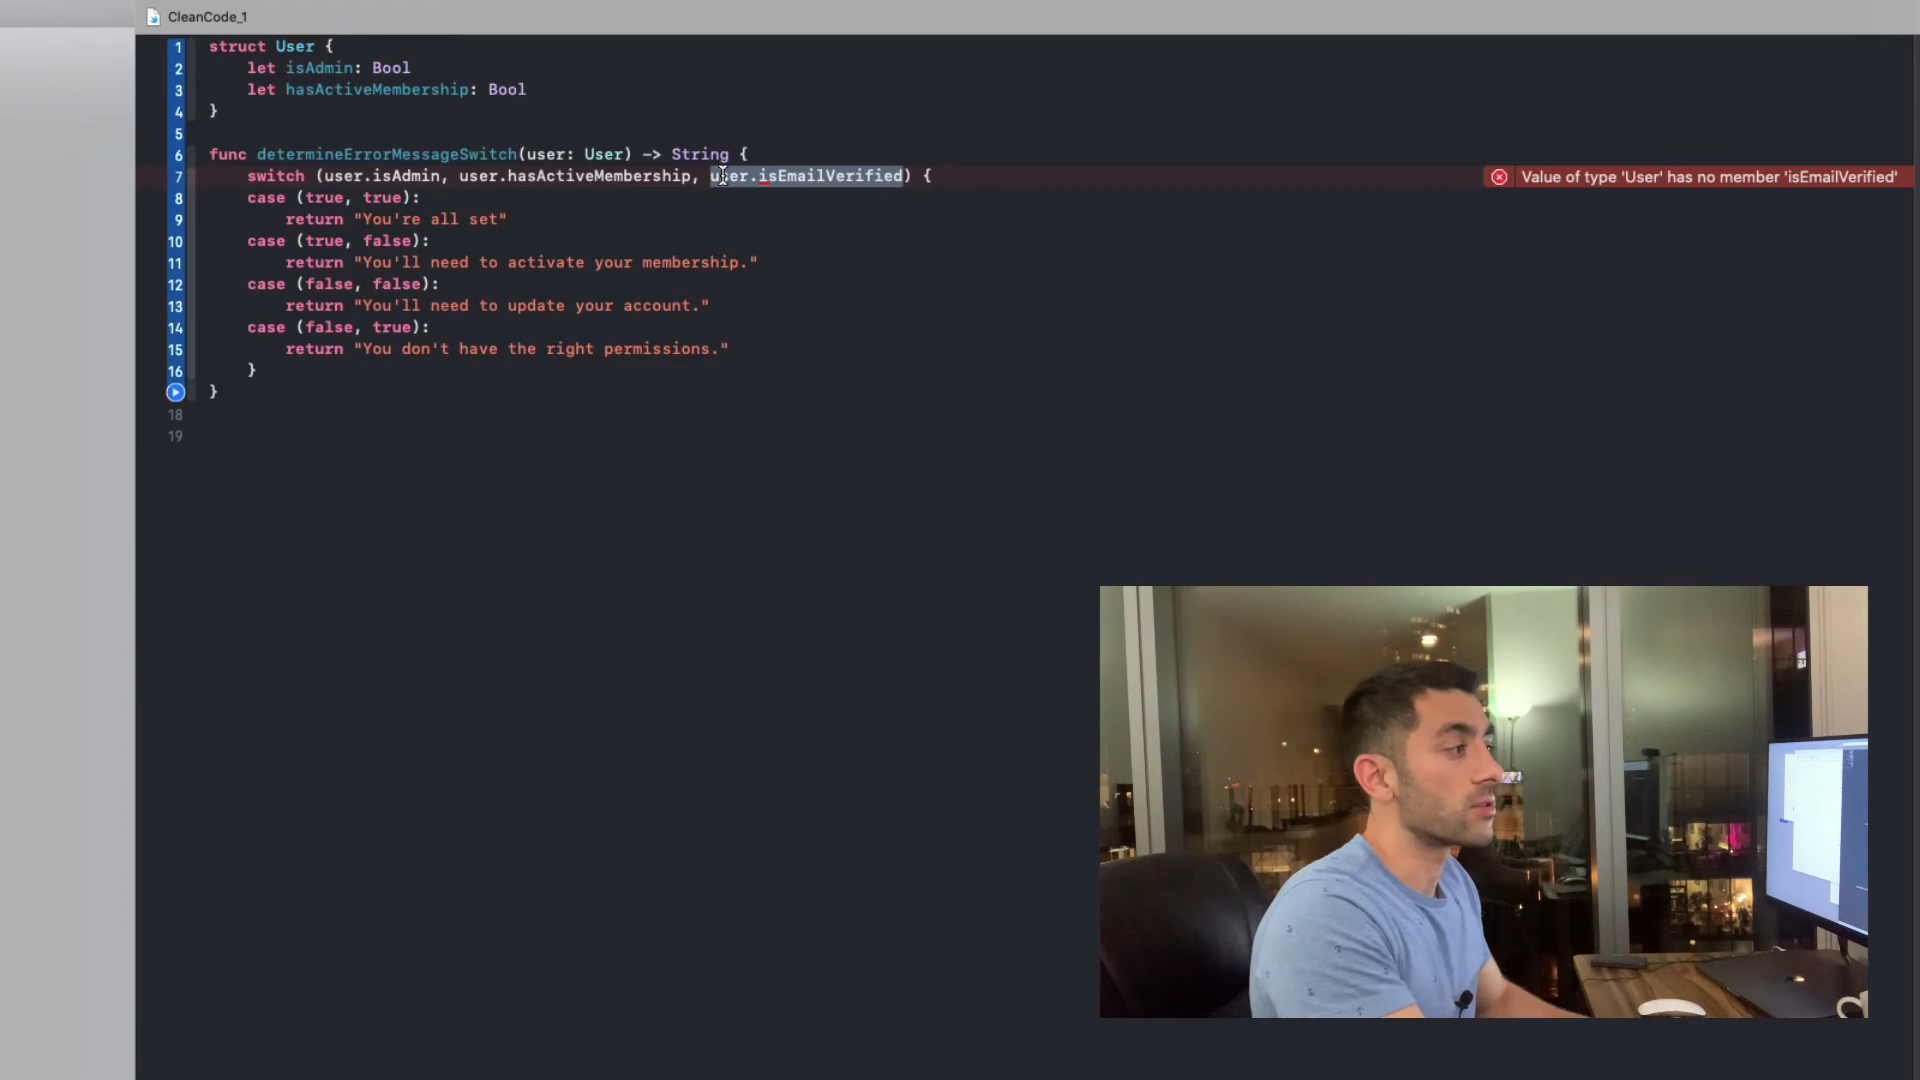 CleanCode_1
1 struct User {
2 let isAdmin: Bool
3 let hasActiveMembership: Bool
4 }
5
6 func determineErrorMessageSwitch(user: User) -> String {
7 switch (user.isAdmin, user.hasActiveMembership, user.isEmailVerified) { Value of type 'User' has no member 'isEmailVerified'
8 case (true, true):
9 return "You're all set"
10 case (true, false):
11 return "You'll need to activate your membership."
12 case (false, false):
13 return "You'll need to update your account."
14 case (false, true):
15 return "You don't have the right permissions."
16 }
}
18
19